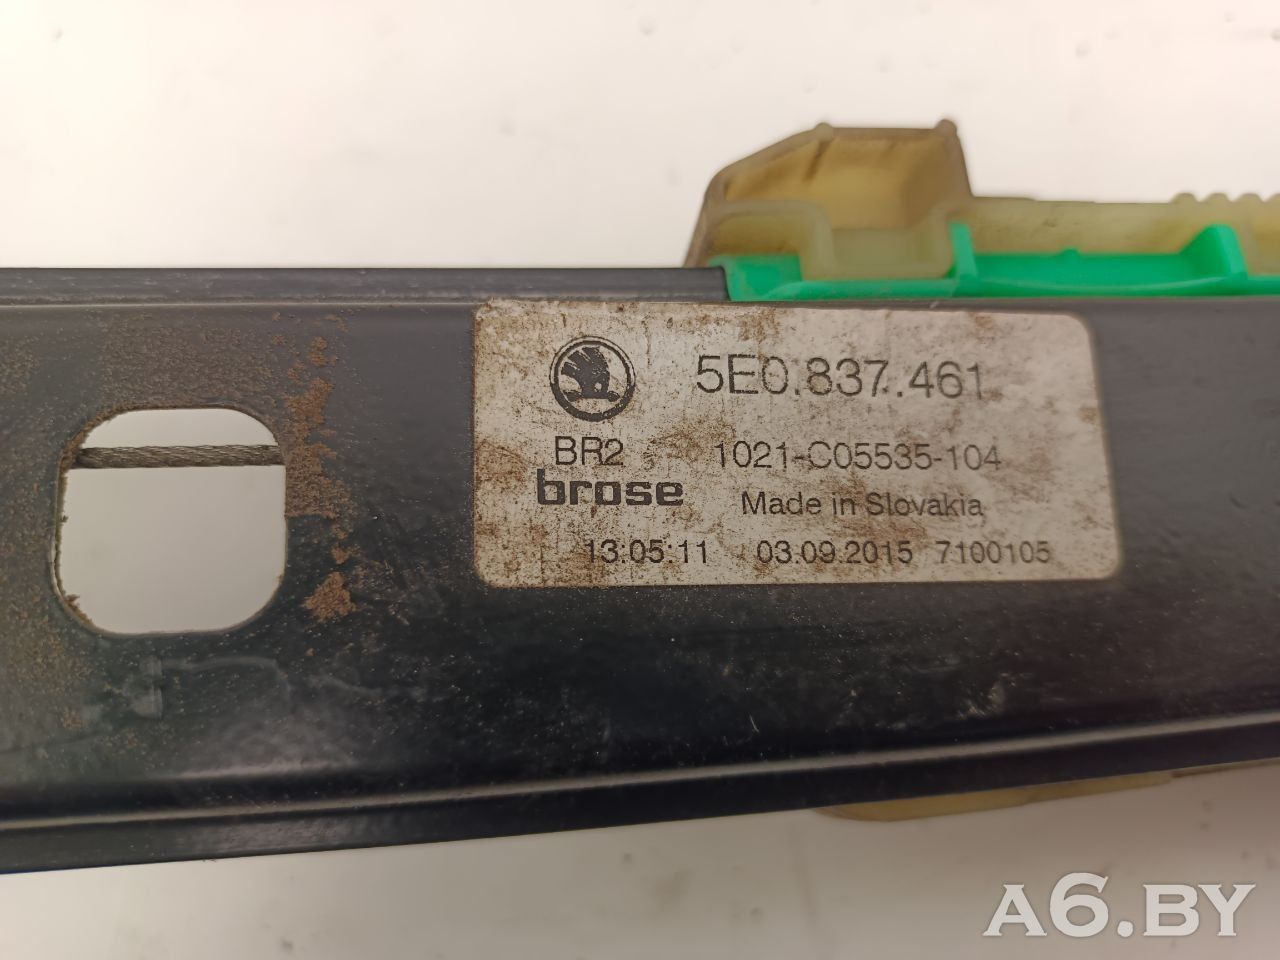 5E0.837.461
BR2 1021-C05535-104
brose Made in Slovakia
13:05:11 03.09.2015 7100105
A6.BY